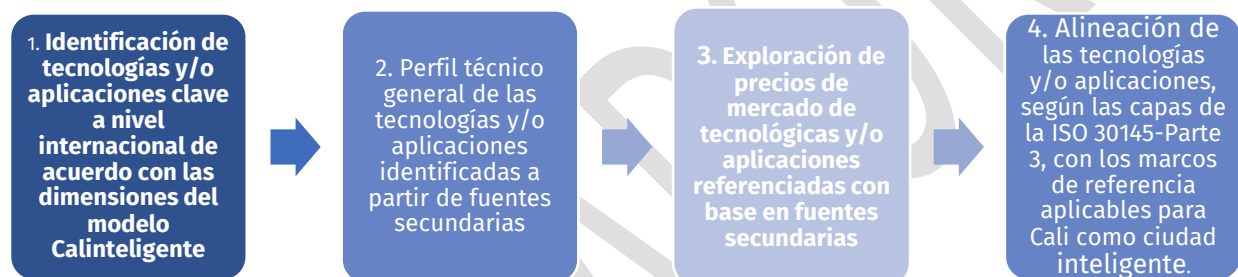 1. Identificación de
tecnologías y/o
aplicaciones clave
a nivel
internacional de
acuerdo con las
dimensiones del
modelo
Calinteligente
2. Perfil técnico
general de las
tecnologías y/o
aplicaciones
identificadas a
partir de fuentes
secundarias
3. Exploración de
precios de
mercado de
tecnológicas y/o
aplicaciones
referenciadas con
base en fuentes
secundarias
4. Alineación de
las tecnologías
y/o aplicaciones,
según las capas de
la ISO 30145-Parte
3, con los marcos
de referencia
aplicables para
Cali como ciudad
inteligente.